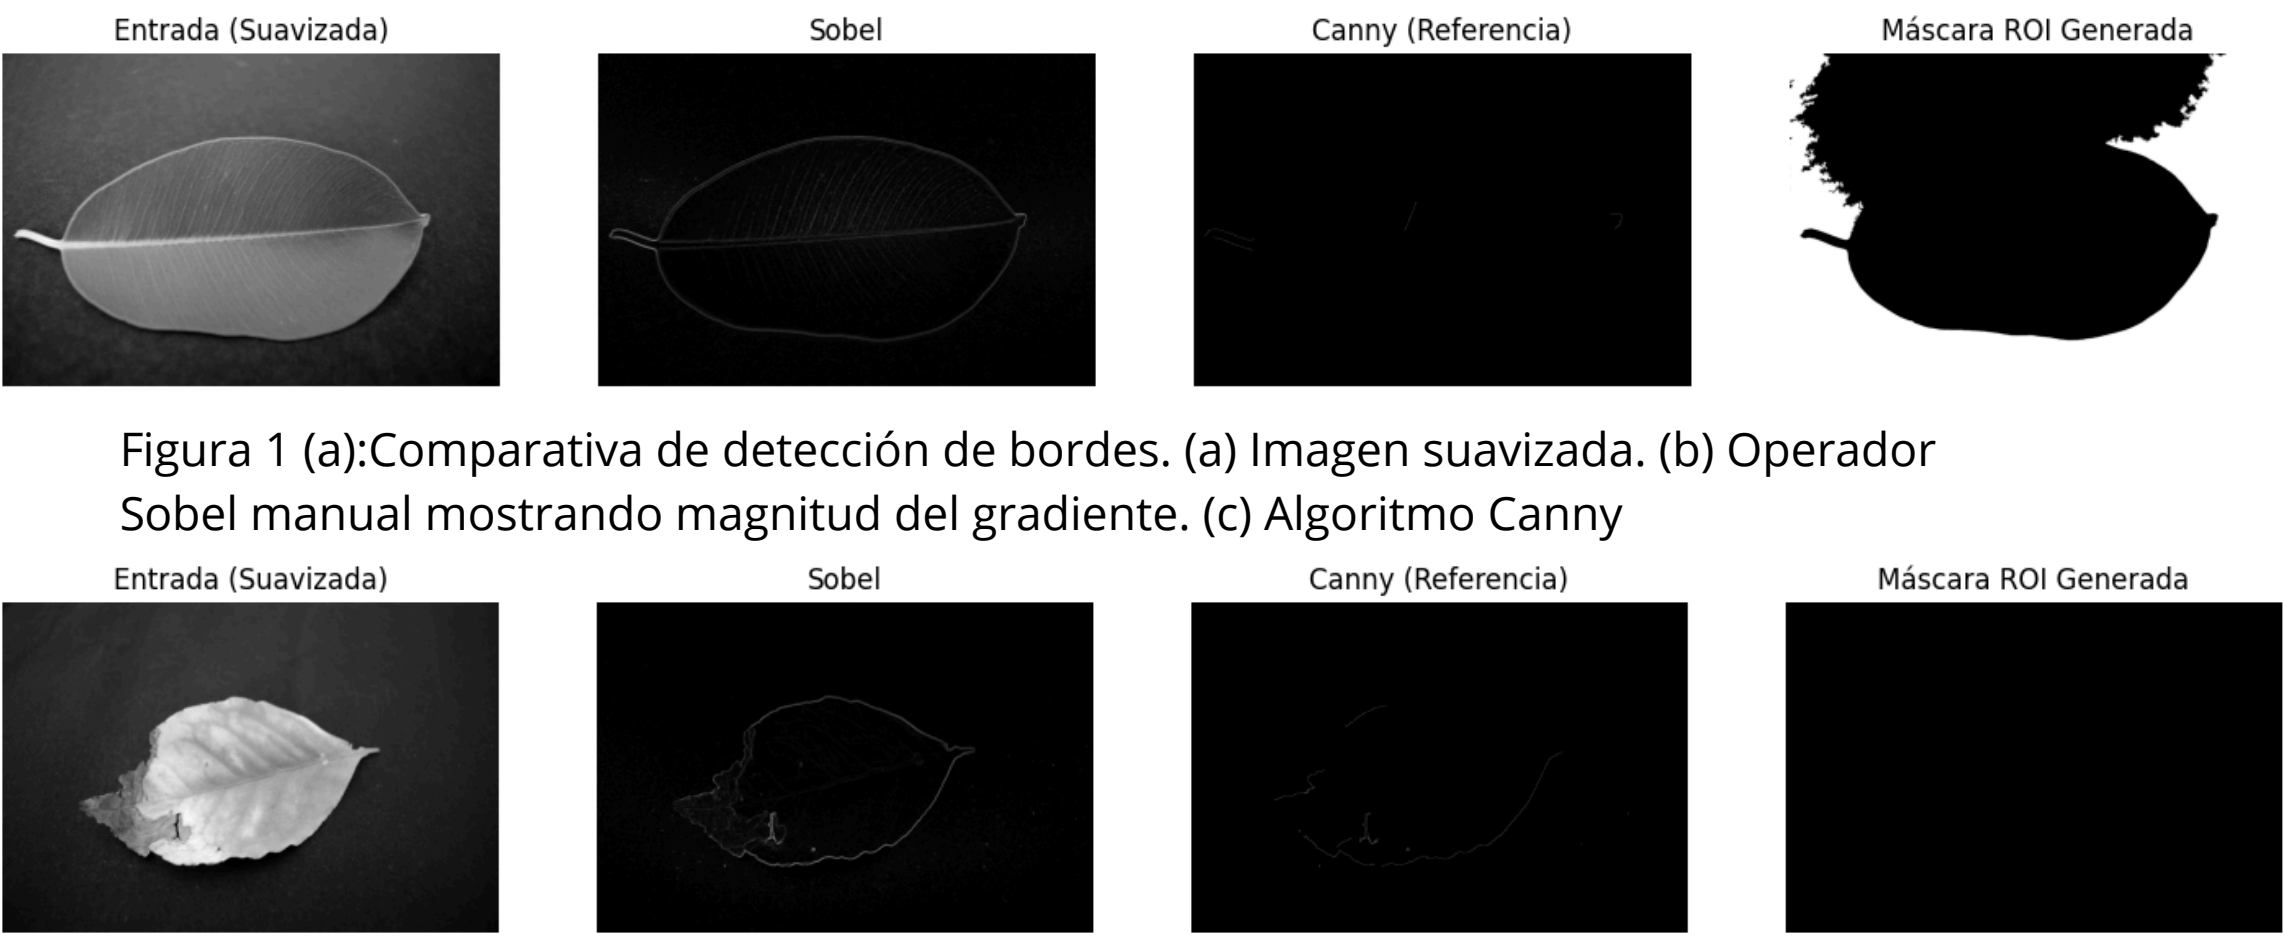 Entrada (Suavizada)
Sobel
Canny (Referencia)
Máscara ROI Generada
Figura 1 (a):Comparativa de detección de bordes. (a) Imagen suavizada. (b) Operador
Sobel manual mostrando magnitud del gradiente. (c) Algoritmo Canny
Entrada (Suavizada)
Sobel
Canny (Referencia)
Máscara ROI Generada